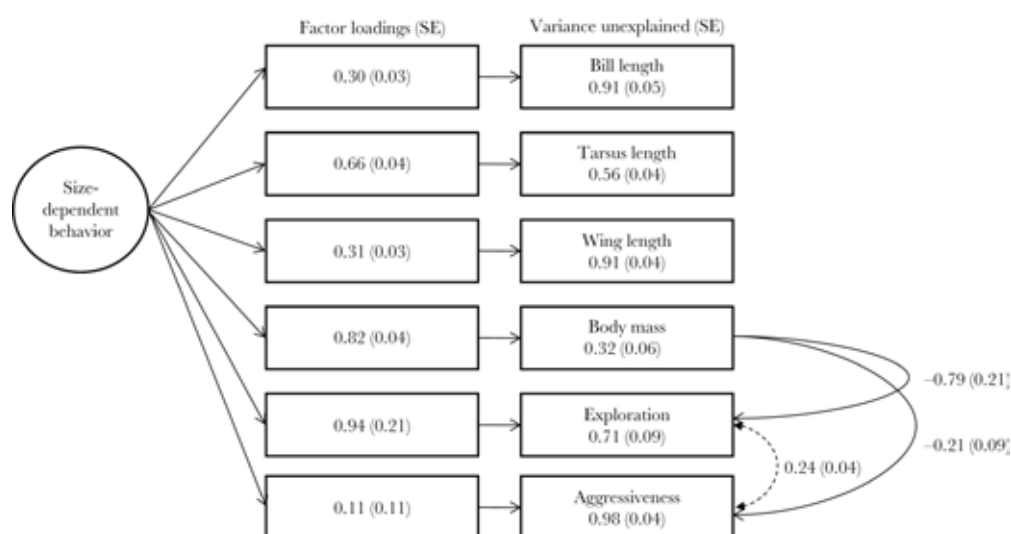 Factor loadings (SE)
Variance unexplained (SE)
Size-
dependent
behavior
0.30 (0.03)
Bill length
0.91 (0.05)
0.66 (0.04)
Tarsus length
0.56 (0.04)
0.31 (0.03)
Wing length
0.91 (0.04)
0.82 (0.04)
Body mass
0.32 (0.06)
–0.79 (0.21)
0.94 (0.21)
Exploration
0.71 (0.09)
–0.21 (0.09)
0.24 (0.04)
0.11 (0.11)
Aggressiveness
0.98 (0.04)